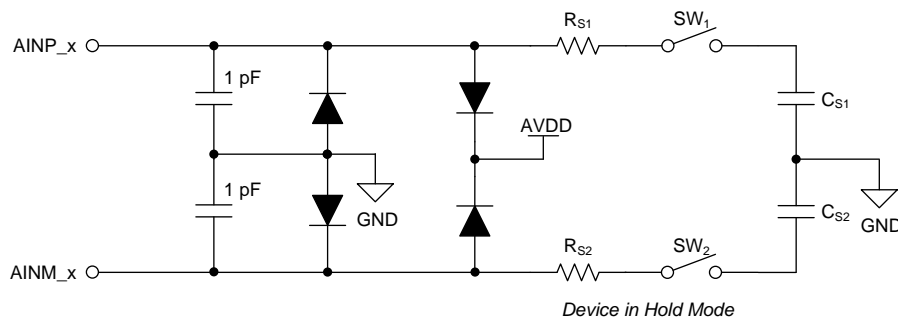 AINP_x
1 pF
1 pF
AINM_x
GND
AVDD
RS1
SW1
CS1
GND
CS2
RS2
SW2
Device in Hold Mode